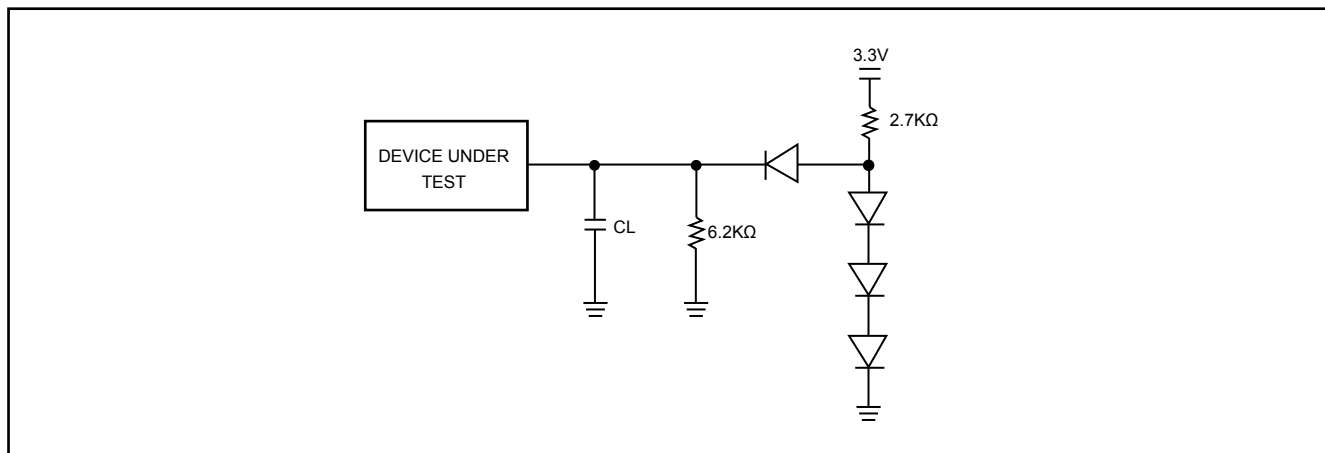 3.3V
2.7KΩ
DEVICE UNDER
TEST
CL
6.2KΩ